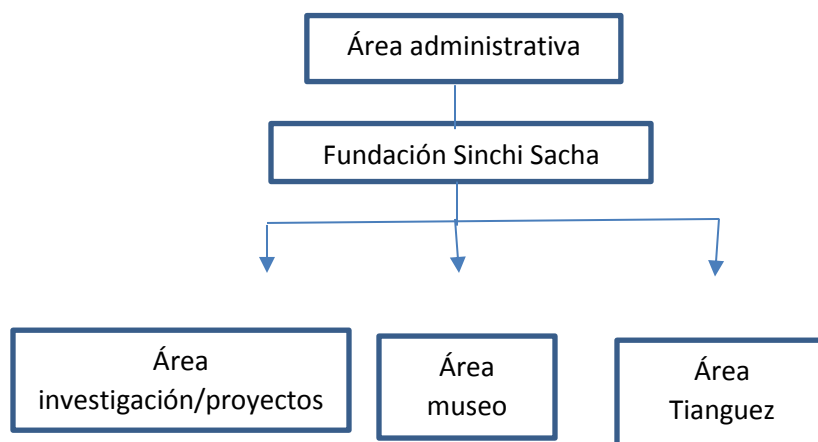 Área administrativa
Fundación Sinchi Sacha
Área
investigación/proyectos
Área
museo
Área
Tianguez